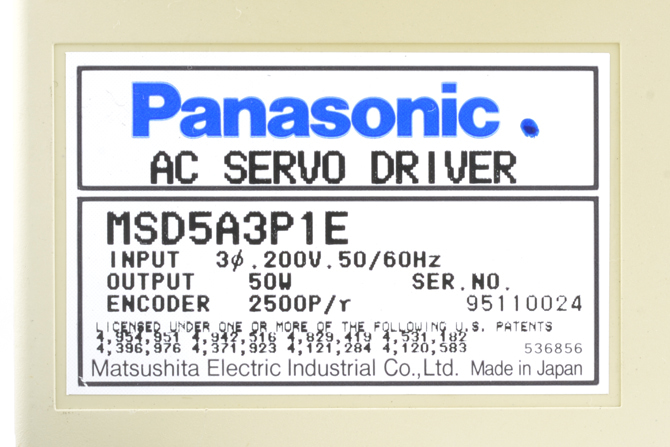 Panasonic
AC SERVO DRIVER
MSD5A3P1E
INPUT 3ϕ.200V.50/60Hz
OUTPUT 50W SER.NO.
ENCODER 2500P/r 95110024
LICENSED UNDER ONE OR MORE OF THE FOLLOWING U.S. PATENTS
4,954,951 4,942,516 4,829,419 4,531,182
4,396,976 4,371,923 4,121,284 4,120,583 536856
Matsushita Electric Industrial Co.,Ltd. Made in Japan